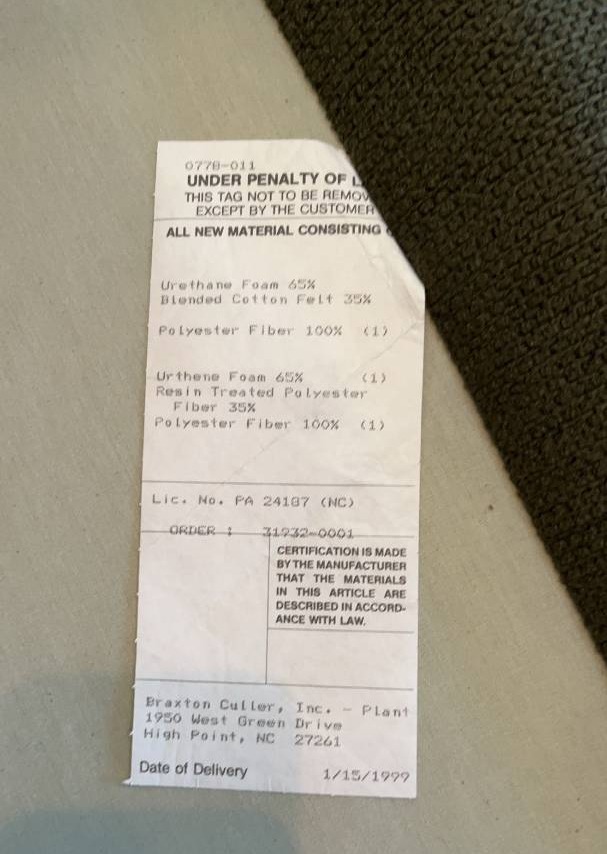 0778-011
UNDER PENALTY OF
THIS TAG NOT TO BE
EXCEPT BY THE CUSTOMER
ALL NEW MATERIAL CONSISTING
Urethane Foam 65%
Blended Cotton Felt 35%
Polyester Fiber 100% (1)
Urthene Foam 65% (1)
Resin Treated Polyester
Fiber 35%
Polyester Fiber 100% (1)
Lic. No. PA 24187 (NC)
ORDER : 31932-0001
CERTIFICATION IS MADE
BY THE MANUFACTURER
THAT THE MATERIALS
IN THIS ARTICLE ARE
DESCRIBED IN ACCORD-
ANCE WITH LAW.
Braxton Culler, Inc. - Plant
1950 West Green Drive
High Point, NC 27261
Date of Delivery 1/15/1999